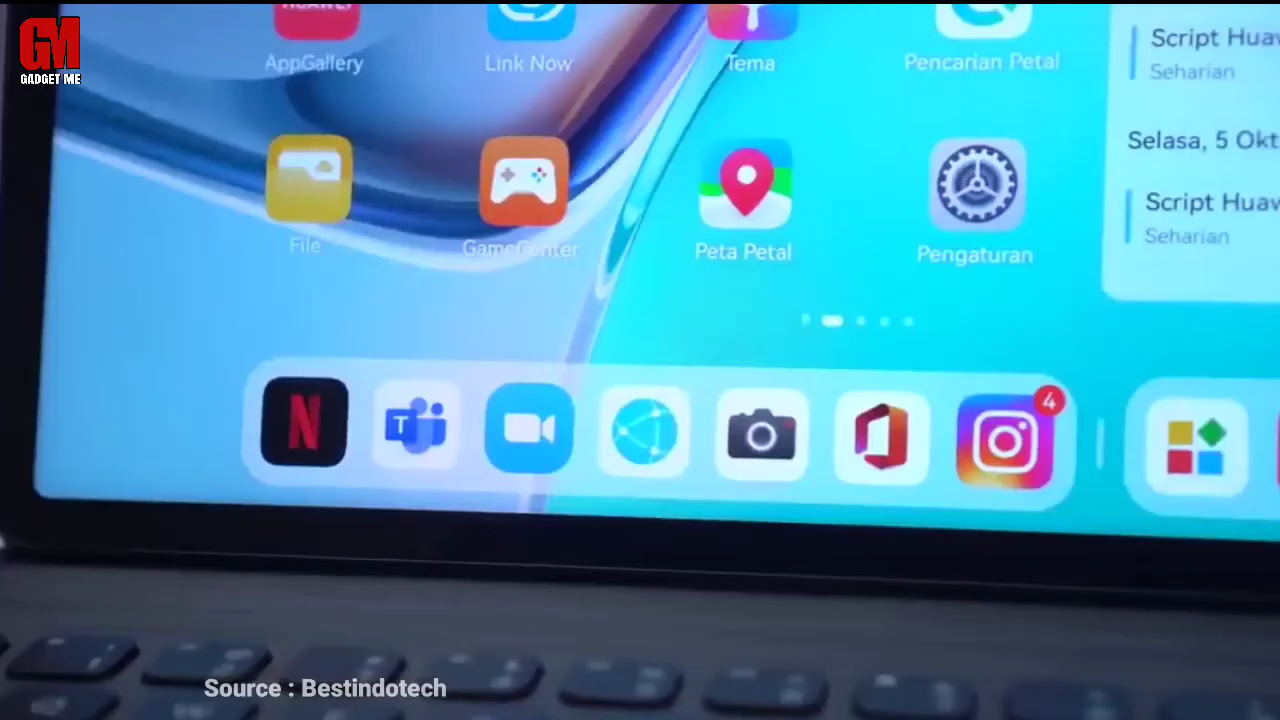 GM
GADGET ME
HUAWEI
AppGallery
Link Now
Tema
Pencarian Petal
Script Huaw
Seharian
Selasa, 5 Okt
Script Huaw
Seharian
File
GameCenter
Peta Petal
Pengaturan
N
T
4
Source : Bestindotech